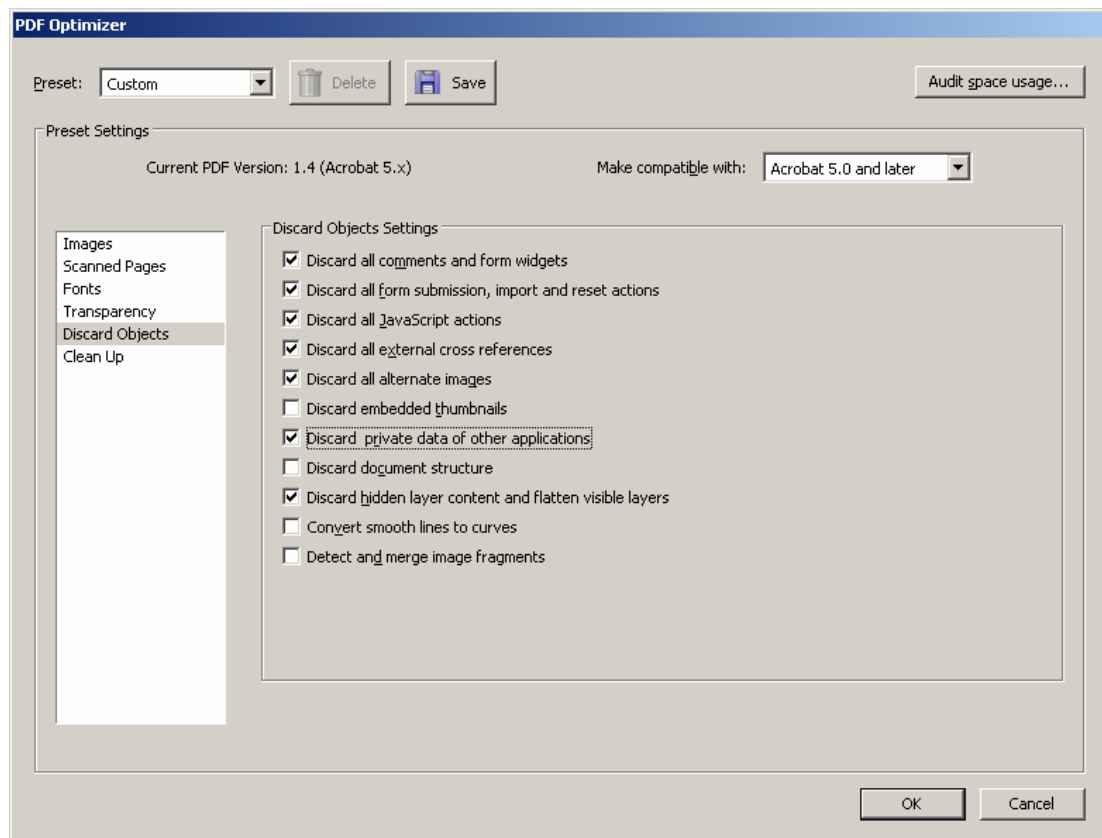 PDF Optimizer
Preset: Custom Delete Save Audit space usage...
Preset Settings
Current PDF Version: 1.4 (Acrobat 5.x) Make compatible with: Acrobat 5.0 and later
Images
Scanned Pages
Fonts
Transparency
Discard Objects
Clean Up
Discard Objects Settings
Discard all comments and form widgets
Discard all form submission, import and reset actions
Discard all JavaScript actions
Discard all external cross references
Discard all alternate images
Discard embedded thumbnails
Discard private data of other applications
Discard document structure
Discard hidden layer content and flatten visible layers
Convert smooth lines to curves
Detect and merge image fragments
OK Cancel